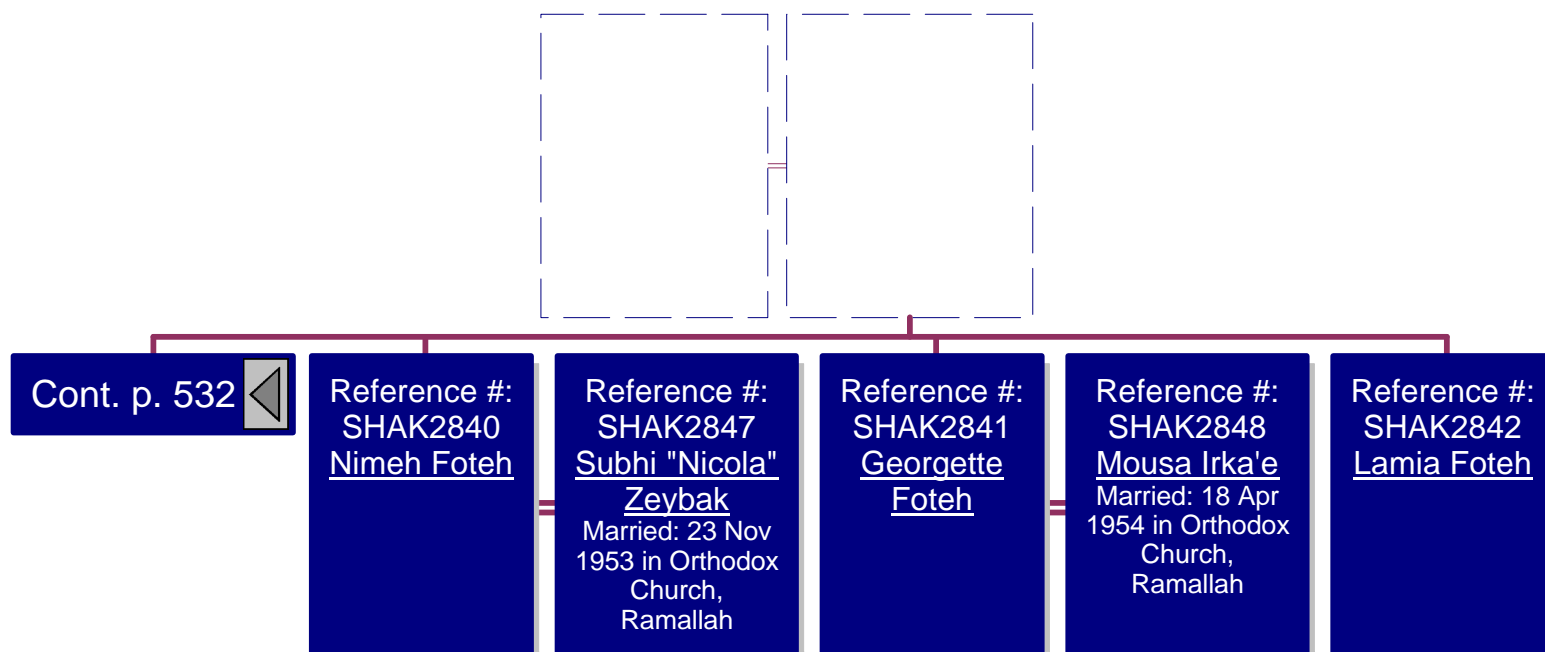 Cont. p. 532
Reference #:
SHAK2840
Nimeh Foteh
Reference #:
SHAK2847
Subhi "Nicola"
Zeybak
Married: 23 Nov
1953 in Orthodox
Church,
Ramallah
Reference #:
SHAK2841
Georgette
Foteh
Reference #:
SHAK2848
Mousa Irka'e
Married: 18 Apr
1954 in Orthodox
Church,
Ramallah
Reference #:
SHAK2842
Lamia Foteh